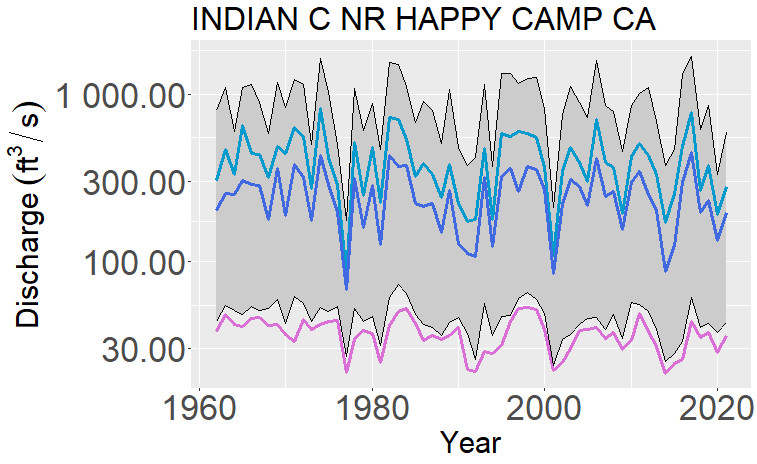 INDIAN C NR HAPPY CAMP CA
Discharge (ft³/s)
1 000.00
300.00
100.00
30.00
1960 1980 2000 2020
Year